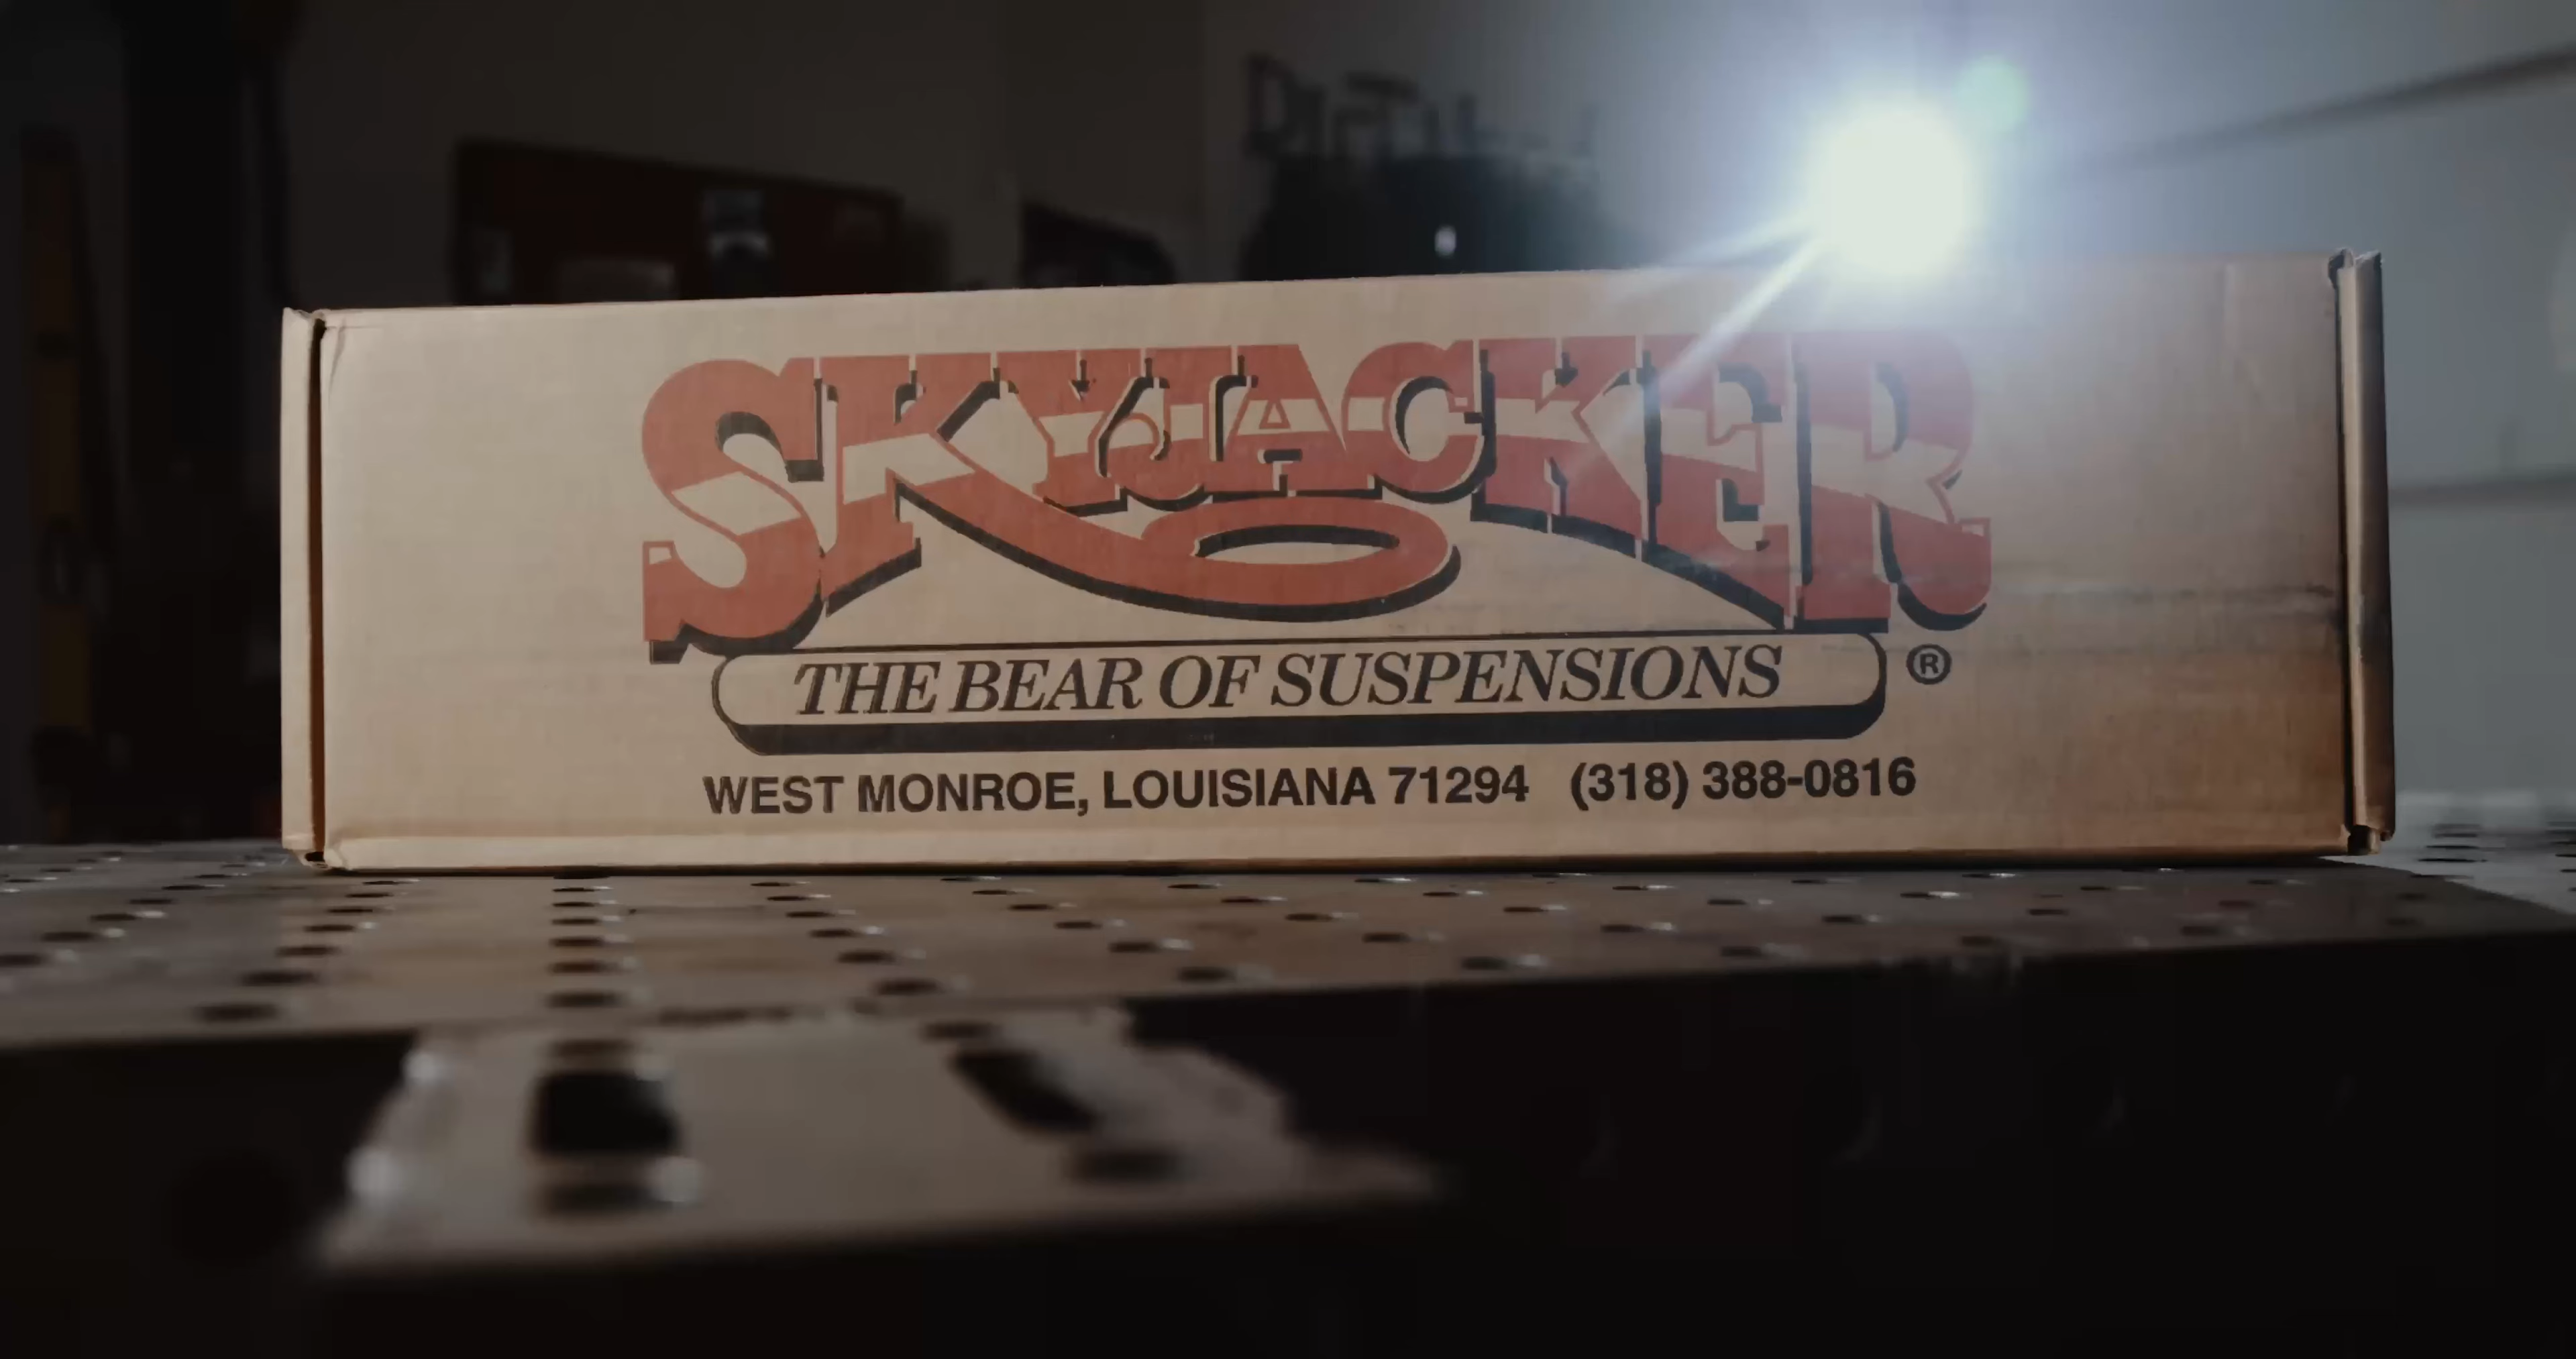 SKYJACKER
THE BEAR OF SUSPENSIONS ®
WEST MONROE, LOUISIANA 71294 (318) 388-0816